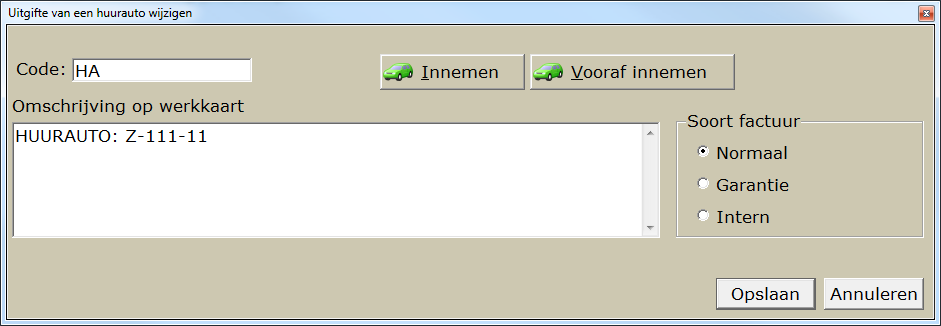 Uitgifte van een huurauto wijzigen
Code: HA
Innemen
Vooraf innemen
Omschrijving op werkkaart
HUURAUTO: Z-111-11
Soort factuur
Normaal
Garantie
Intern
Opslaan
Annuleren